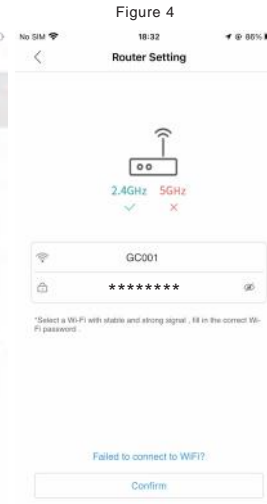 Figure 4
No SIM 18:32 86%
Router Setting
2.4GHz 5GHz
GC001
********
*Select a Wi-Fi with stable and strong signal , fill in the correct Wi-
Fi password .
Failed to connect to WiFi?
Confirm